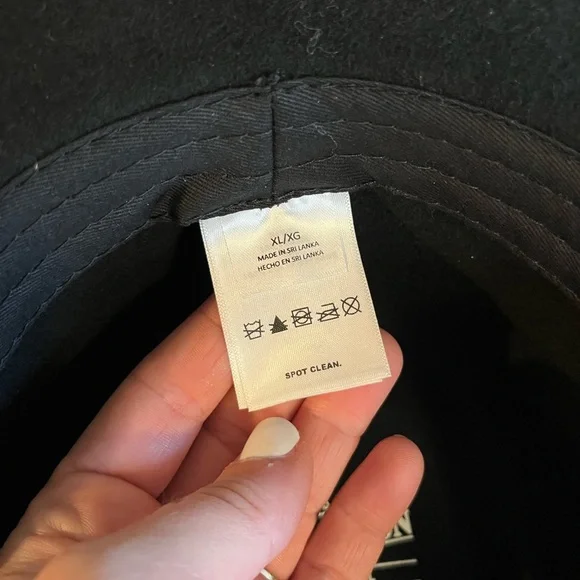 XL/XG
MADE IN SRI LANKA
HECHO EN SRI LANKA
SPOT CLEAN.